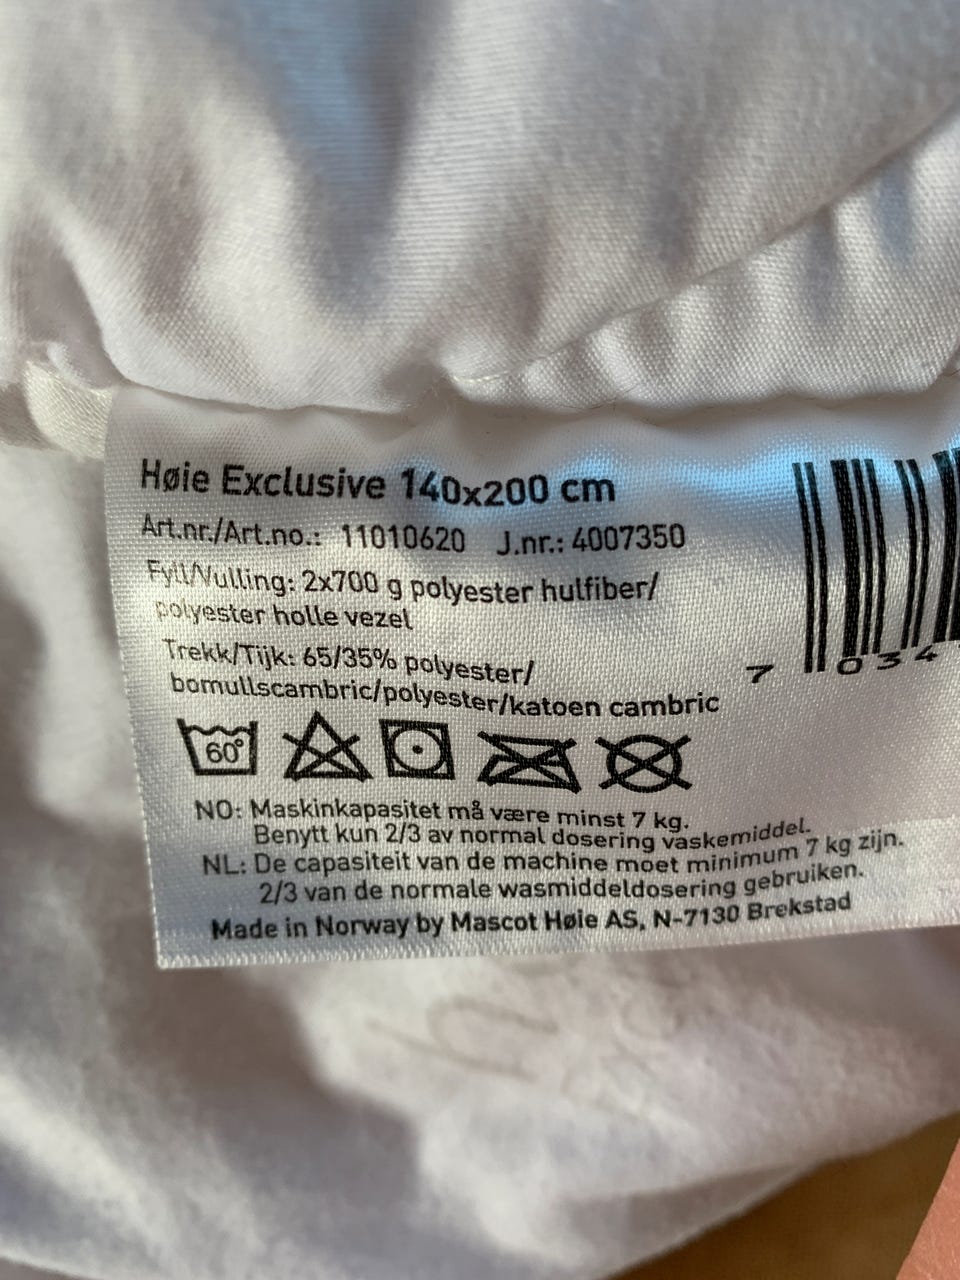 Høie Exclusive 140x200 cm
Art.nr./Art.no.: 11010620 J.nr.: 4007350
Fyll/Vulling: 2x700 g polyester hulfiber/
polyester holle vezel
Trekk/Tijk: 65/35% polyester/
bomullscambric/polyester/katoen cambric
60°
NO: Maskinkapasitet må være minst 7 kg.
Benytt kun 2/3 av normal dosering vaskemiddel.
NL: De capasiteit van de machine moet minimum 7 kg zijn.
2/3 van de normale wasmiddeldosering gebruiken.
Made in Norway by Mascot Høie AS, N-7130 Brekstad
7 034